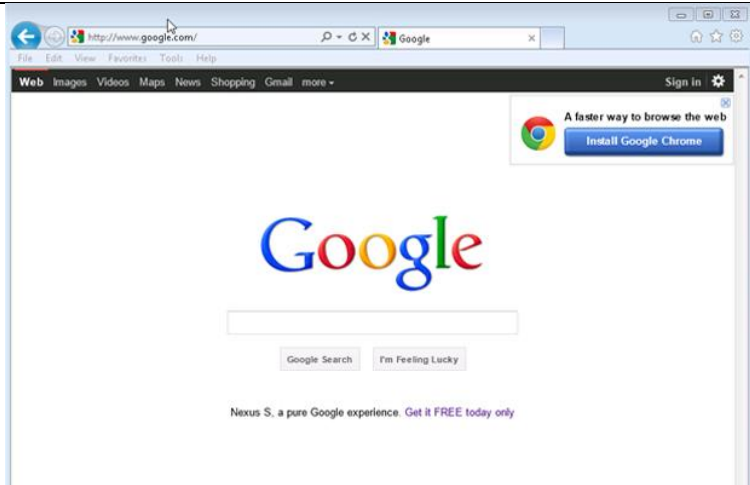 http://www.google.com/
Google
File Edit View Favorites Tools Help
Web Images Videos Maps News Shopping Gmail more
Sign in
A faster way to browse the web
Install Google Chrome
Google
Google Search I'm Feeling Lucky
Nexus S, a pure Google experience. Get it FREE today only